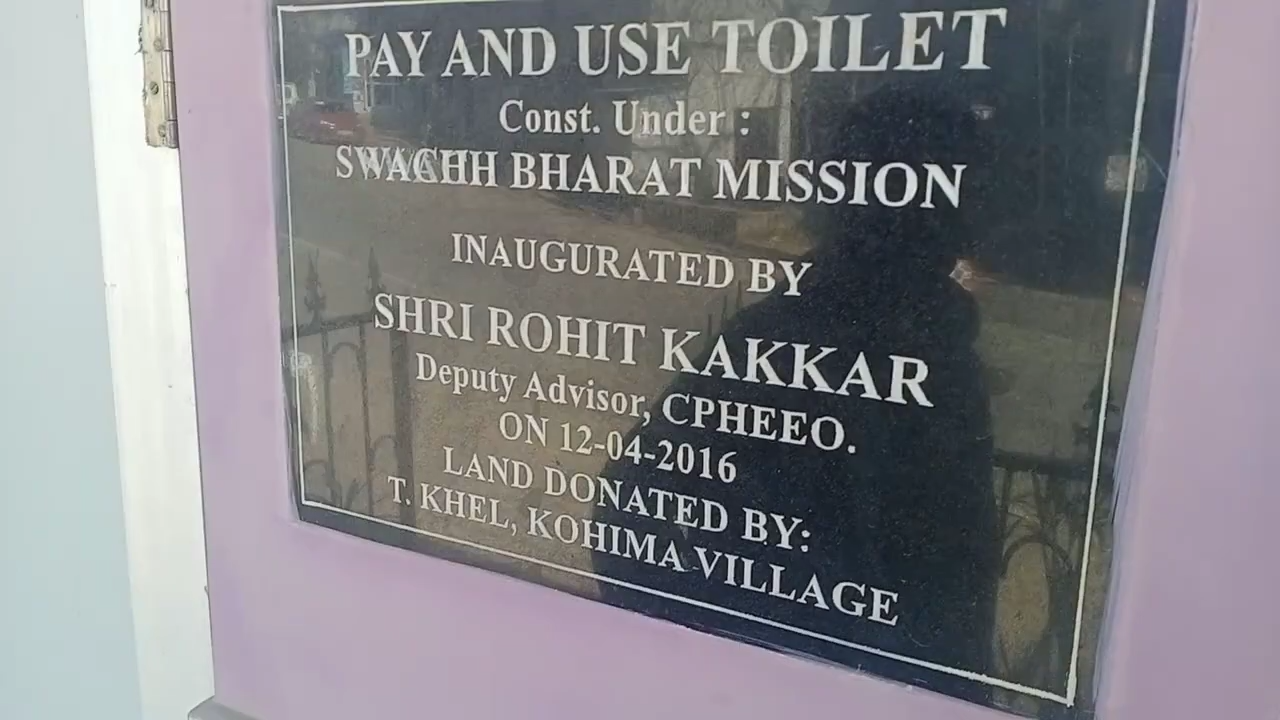 PAY AND USE TOILET
Const. Under :
SWACHH BHARAT MISSION
INAUGURATED BY
SHRI ROHIT KAKKAR
Deputy Advisor, CPHEEO.
ON 12-04-2016
LAND DONATED BY:
T. KHEL, KOHIMA VILLAGE